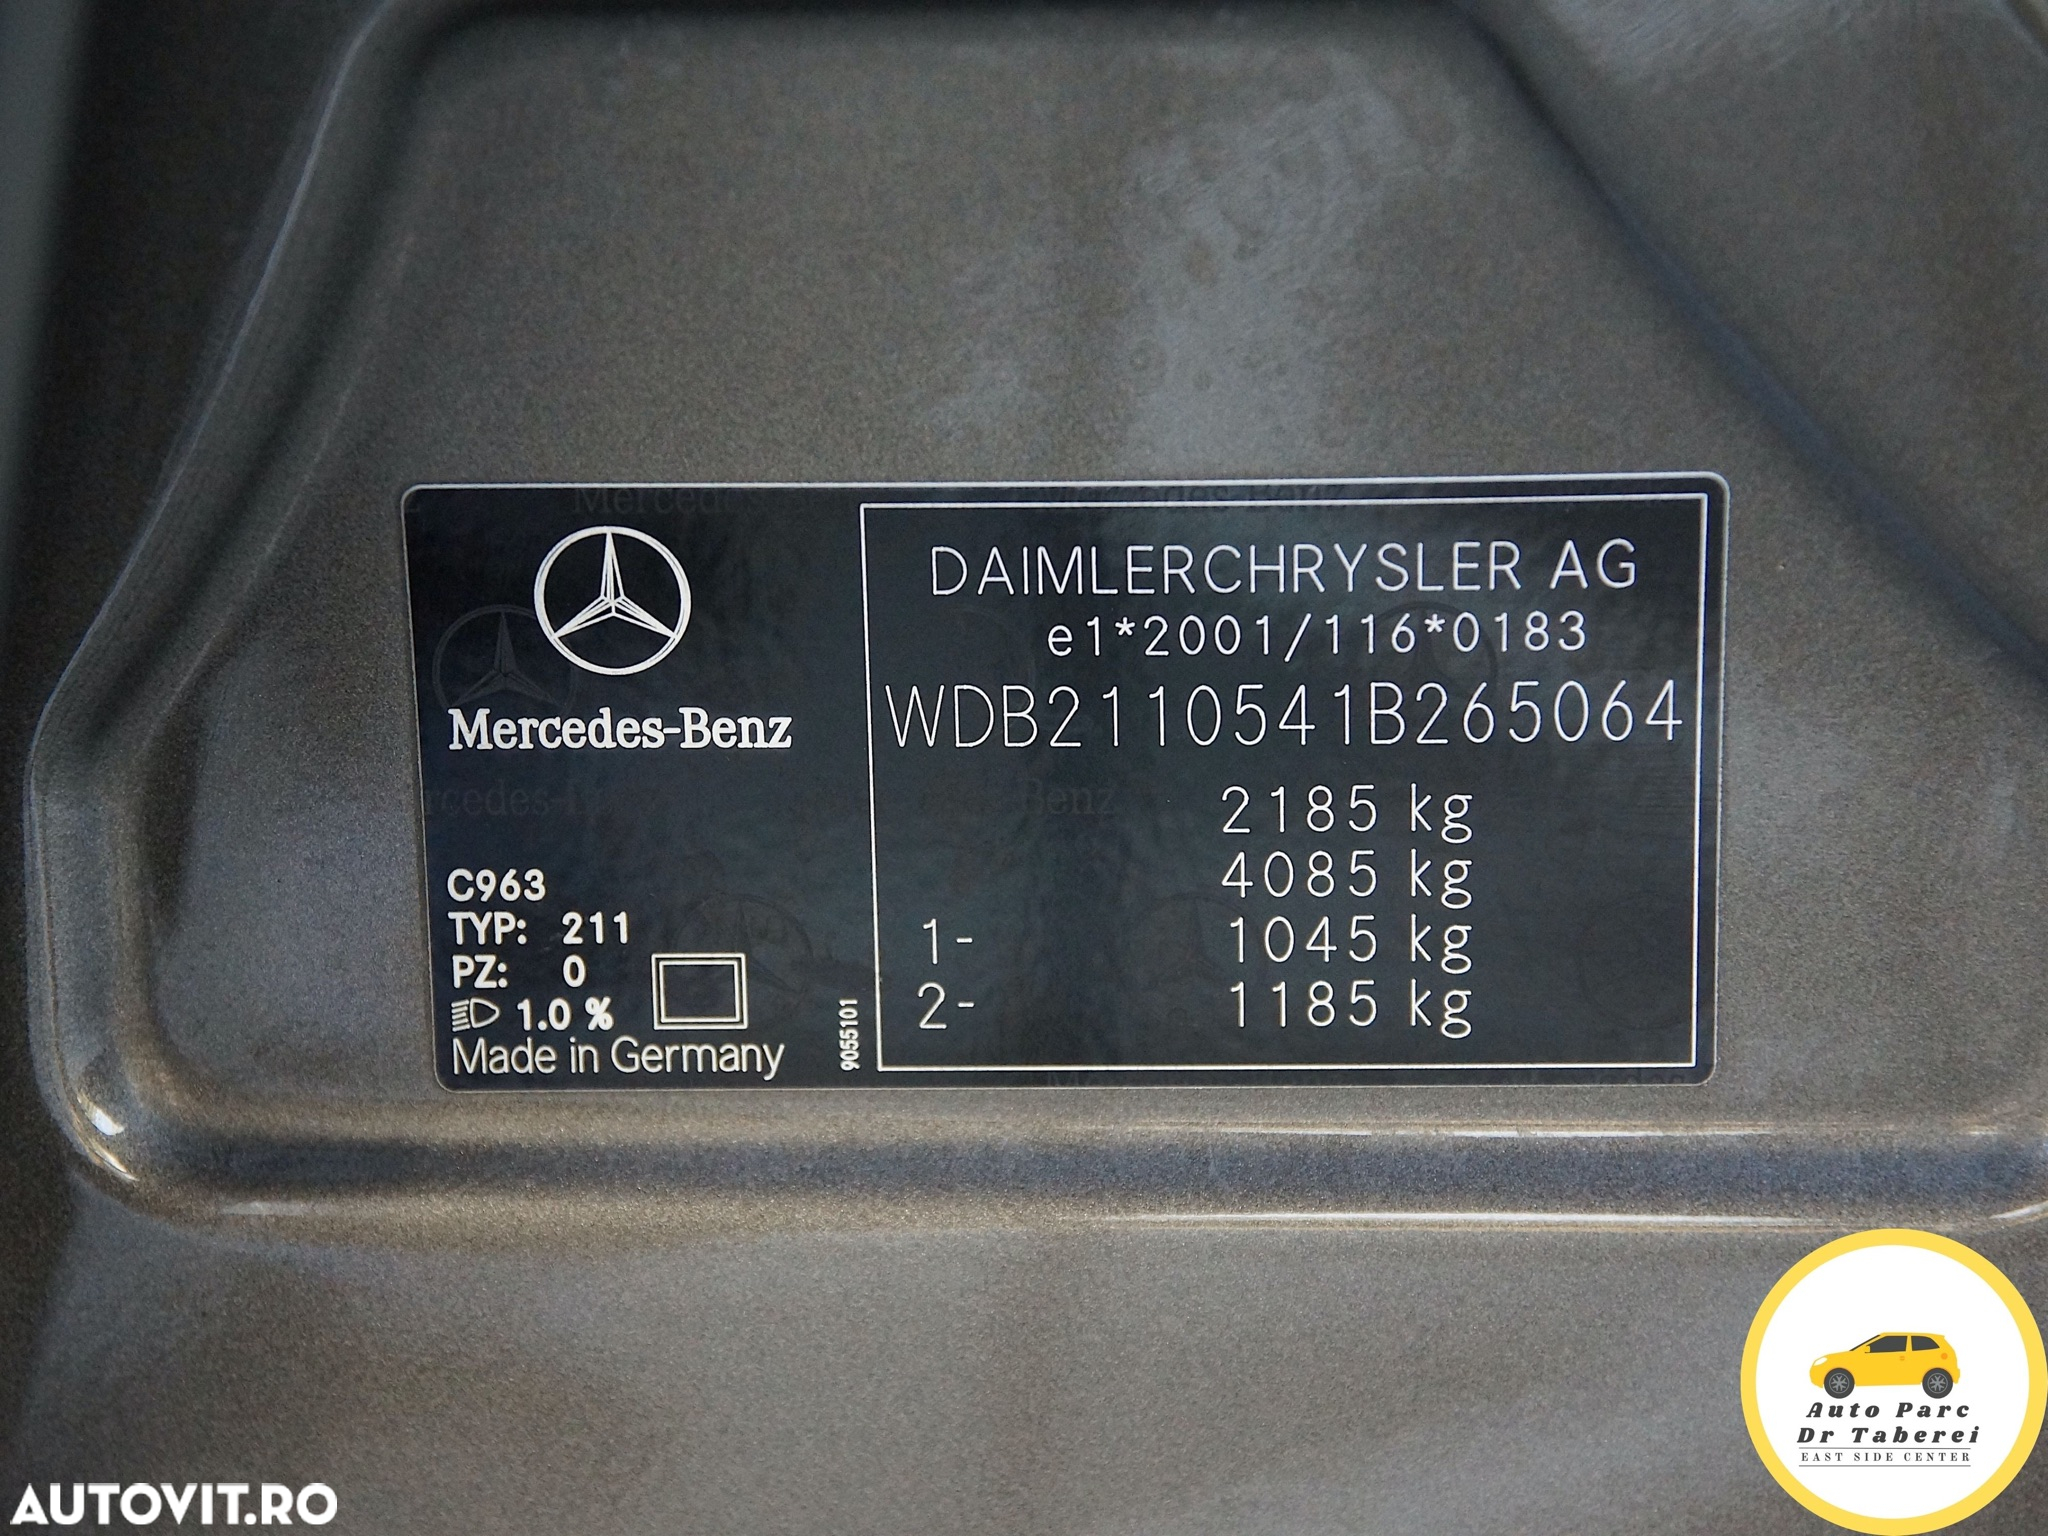 Mercedes-Benz
C963
TYP: 211
PZ: 0
1.0 %
Made in Germany
9055101
DAIMLERCHRYSLER AG
e1*2001/116*0183
WDB2110541B265064
2185 kg
4085 kg
1- 1045 kg
2- 1185 kg
AUTOVIT.RO
Auto Parc
Dr Taberei
EAST SIDE CENTER